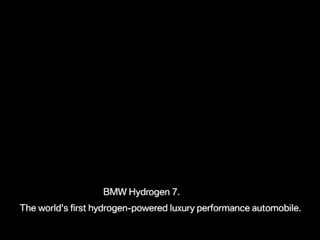 BMW Hydrogen 7.
The world's first hydrogen-powered luxury performance automobile.